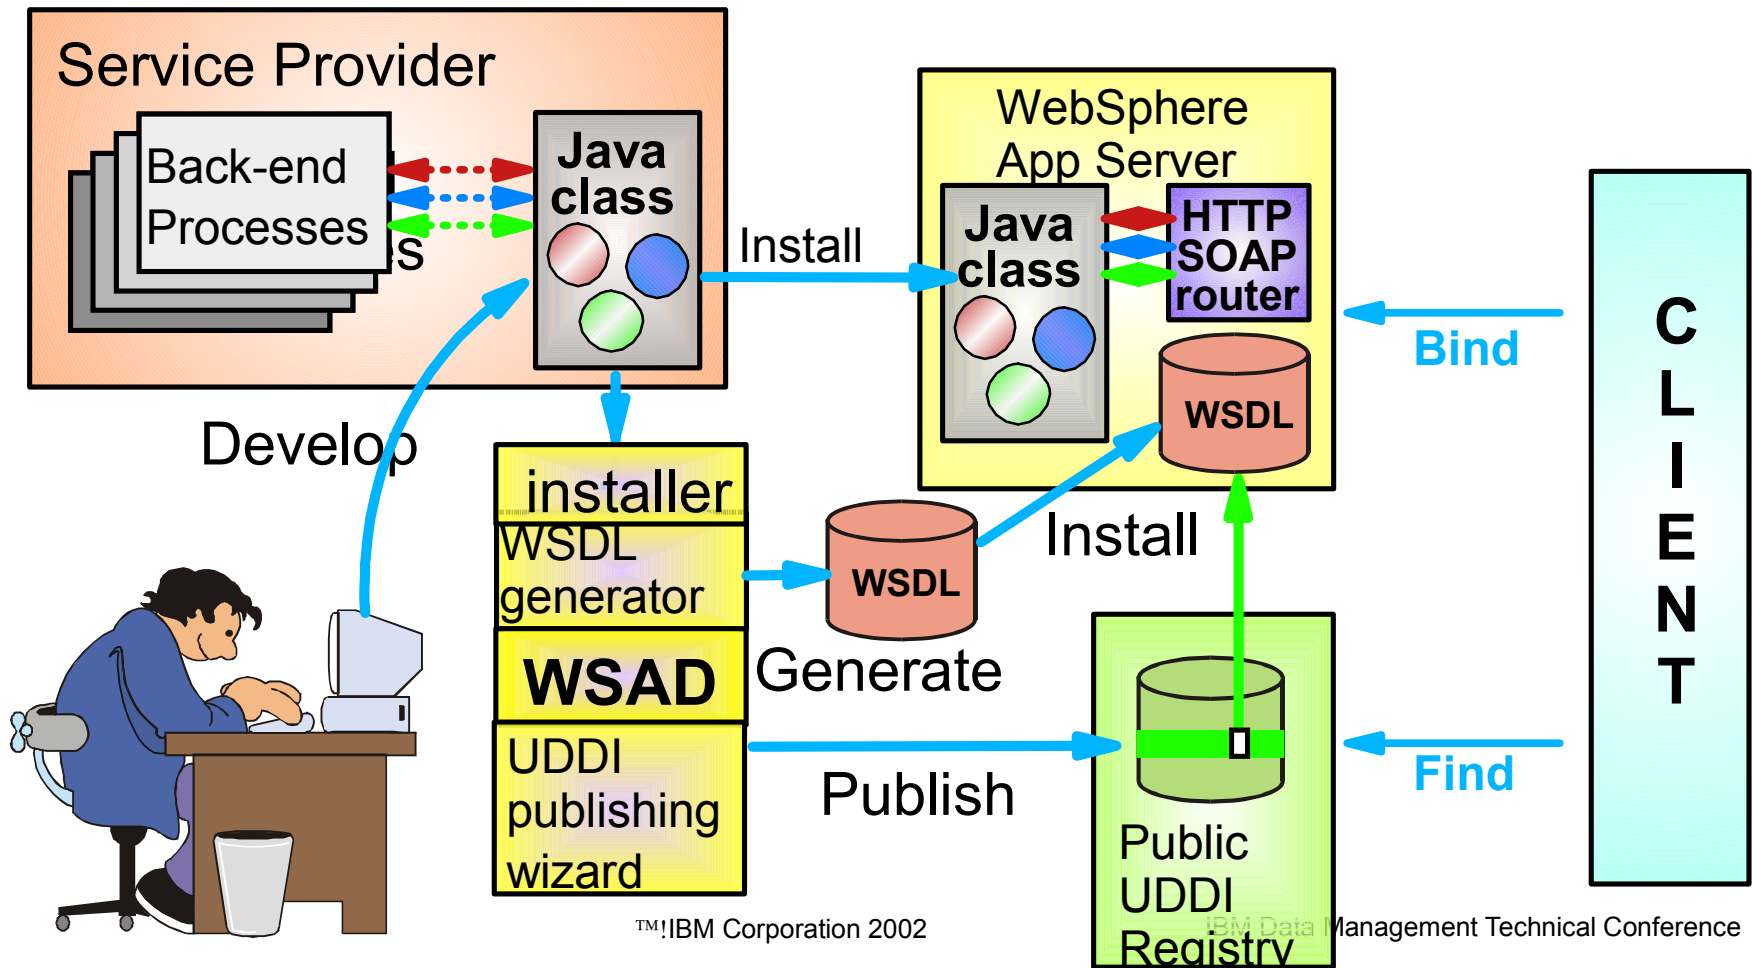 Service Provider
Back-end
Processes
es
Java
class
Install
WebSphere
App Server
Java
class
HTTP
SOAP
router
WSDL
Bind
CLIENT
Develop
installer
WSDL
generator
WSAD
UDDI
publishing
wizard
WSDL
Generate
Install
Publish
Public
UDDI
Registry
Find
™!IBM Corporation 2002
IBM Data Management Technical Conference